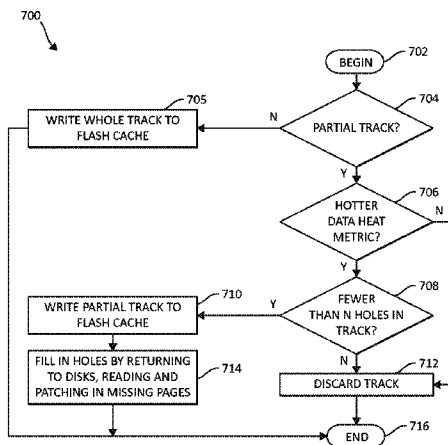 700
BEGIN
702
705
704
WRITE WHOLE TRACK TO
FLASH CACHE
N
PARTIAL TRACK?
Y
706
HOTTER
DATA HEAT
METRIC?
N
Y
710
708
WRITE PARTIAL TRACK TO
FLASH CACHE
Y
FEWER
THAN N HOLES IN
TRACK?
FILL IN HOLES BY RETURNING
TO DISKS, READING AND
PATCHING IN MISSING PAGES
714
N
712
DISCARD TRACK
END
716